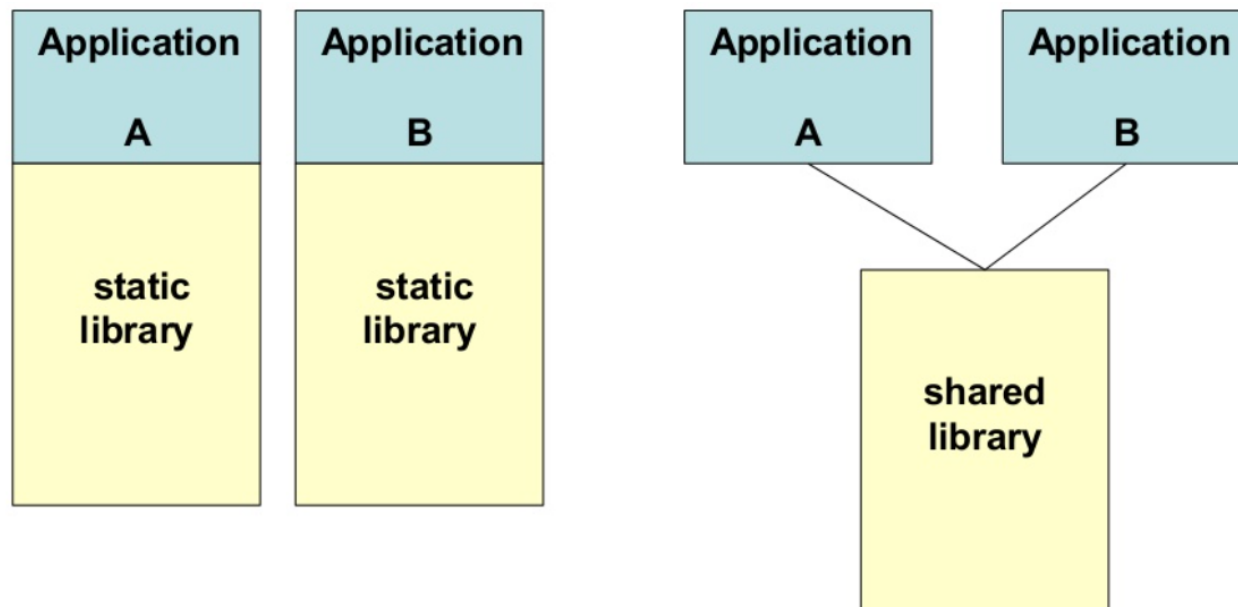 Application
A
static
library
Application
B
static
library
Application
A
Application
B
shared
library